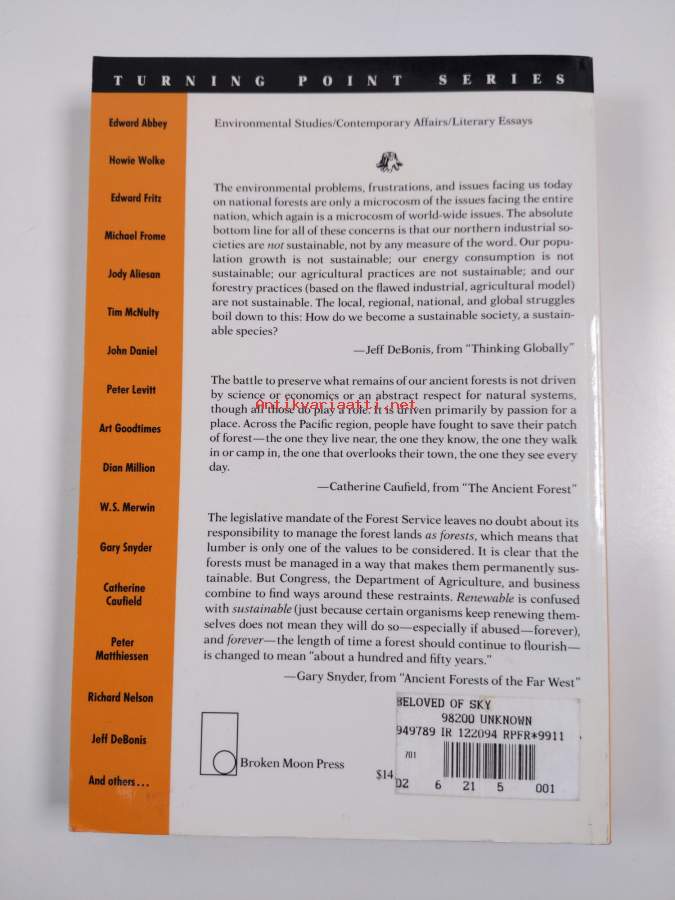 TURNING POINT SERIES
Edward Abbey
Howie Wolke
Edward Fritz
Michael Frome
Jody Aliesan
Tim McNulty
John Daniel
Peter Levitt
Art Goodtimes
Dian Million
W.S. Merwin
Gary Snyder
Catherine
Caufield
Peter
Matthiessen
Richard Nelson
Jeff DeBonis
And others...
Environmental Studies/Contemporary Affairs/Literary Essays
The environmental problems, frustrations, and issues facing us today
on national forests are only a microcosm of the issues facing the entire
nation, which again is a microcosm of world-wide issues. The absolute
bottom line for all of these concerns is that our northern industrial so-
cieties are not sustainable, not by any measure of the word. Our popu-
lation growth is not sustainable; our energy consumption is not
sustainable; our agricultural practices are not sustainable; and our
forestry practices (based on the flawed industrial, agricultural model)
are not sustainable. The local, regional, national, and global struggles
boil down to this: How do we become a sustainable society, a sustain-
able species?
—Jeff DeBonis, from "Thinking Globally"
The battle to preserve what remains of our ancient forests is not driven
by science or economics or an abstract respect for natural systems,
Antikvariaatti.net
though all those do play a role. It is driven primarily by passion for a
place. Across the Pacific region, people have fought to save their patch
of forest—the one they live near, the one they know, the one they walk
in or camp in, the one that overlooks their town, the one they see every
day.
—Catherine Caufield, from "The Ancient Forest"
The legislative mandate of the Forest Service leaves no doubt about its
responsibility to manage the forest lands as forests, which means that
lumber is only one of the values to be considered. It is clear that the
forests must be managed in a way that makes them permanently sus-
tainable. But Congress, the Department of Agriculture, and business
combine to find ways around these restraints. Renewable is confused
with sustainable (just because certain organisms keep renewing them-
selves does not mean they will do so—especially if abused—forever),
and forever—the length of time a forest should continue to flourish—
is changed to mean "about a hundred and fifty years."
—Gary Snyder, from "Ancient Forests of the Far West"
Broken Moon Press
$14
BELOVED OF SKY
98200 UNKNOWN
949789 IR 122094 RPFR*9911
701
02 6 21 5 001